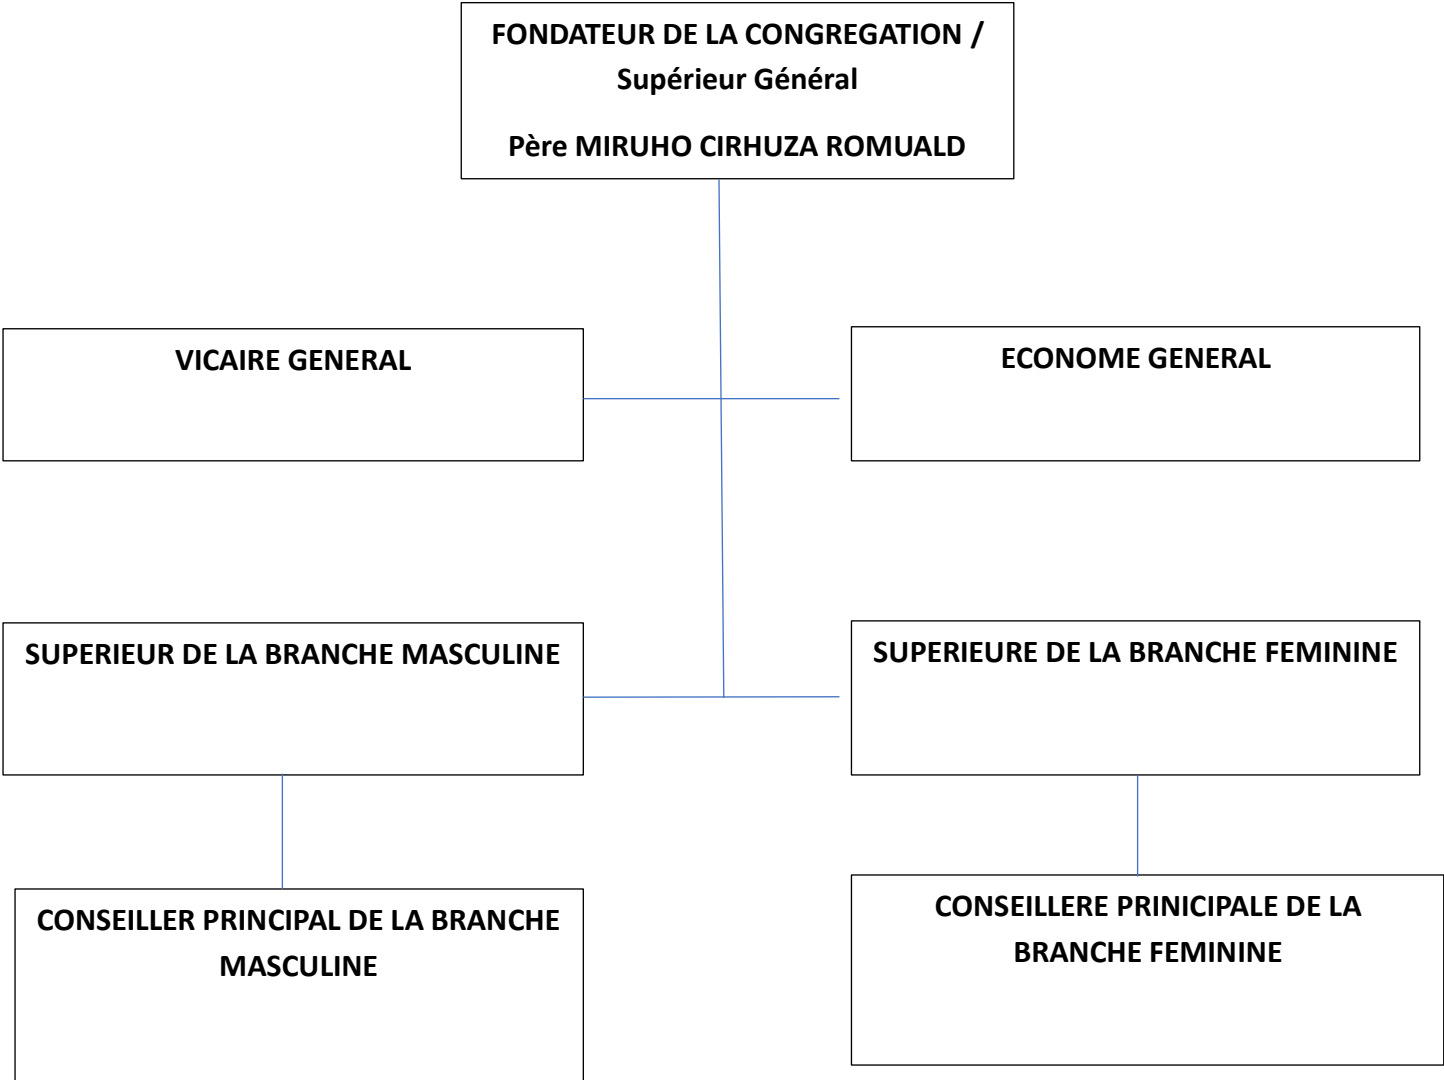 FONDATEUR DE LA CONGREGATION /
Supérieur Général
Père MIRUHO CIRHUZA ROMUALD
VICAIRE GENERAL
ECONOME GENERAL
SUPERIEUR DE LA BRANCHE MASCULINE
SUPERIEURE DE LA BRANCHE FEMININE
CONSEILLER PRINCIPAL DE LA BRANCHE
MASCULINE
CONSEILLERE PRINICIPALE DE LA
BRANCHE FEMININE